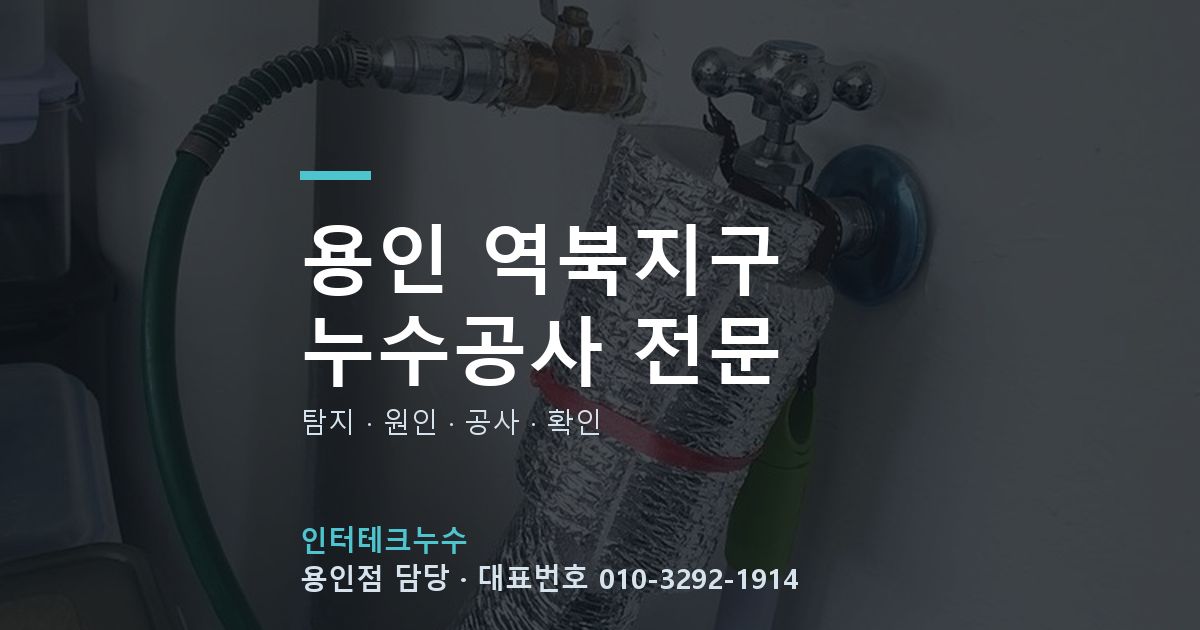 용인 역북지구
누수공사 전문
탐지 · 원인 · 공사 · 확인
인터테크누수
용인점 담당 · 대표번호 010-3292-1914